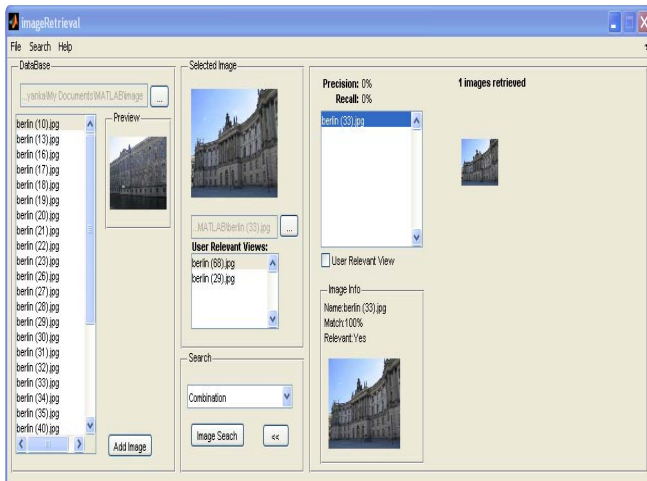 imageRetrieval
File Search Help
DataBase
...yanka\My Documents\MATLAB\image
...
berlin (10).jpg
berlin (13).jpg
berlin (16).jpg
berlin (17).jpg
berlin (18).jpg
berlin (19).jpg
berlin (20).jpg
berlin (21).jpg
berlin (22).jpg
berlin (23).jpg
berlin (26).jpg
berlin (27).jpg
berlin (28).jpg
berlin (29).jpg
berlin (30).jpg
berlin (31).jpg
berlin (32).jpg
berlin (33).jpg
berlin (34).jpg
berlin (35).jpg
berlin (40).jpg
Preview
Add Image
Selected Image
...MATLAB\berlin (33).jpg
...
User Relevant Views:
berlin (68).jpg
berlin (29).jpg
Search
Combination
Image Seach
<<
Precision: 0%
Recall: 0%
berlin (33).jpg
User Relevant View
Image Info
Name:berlin (33).jpg
Match:100%
Relevant:Yes
1 images retrieved